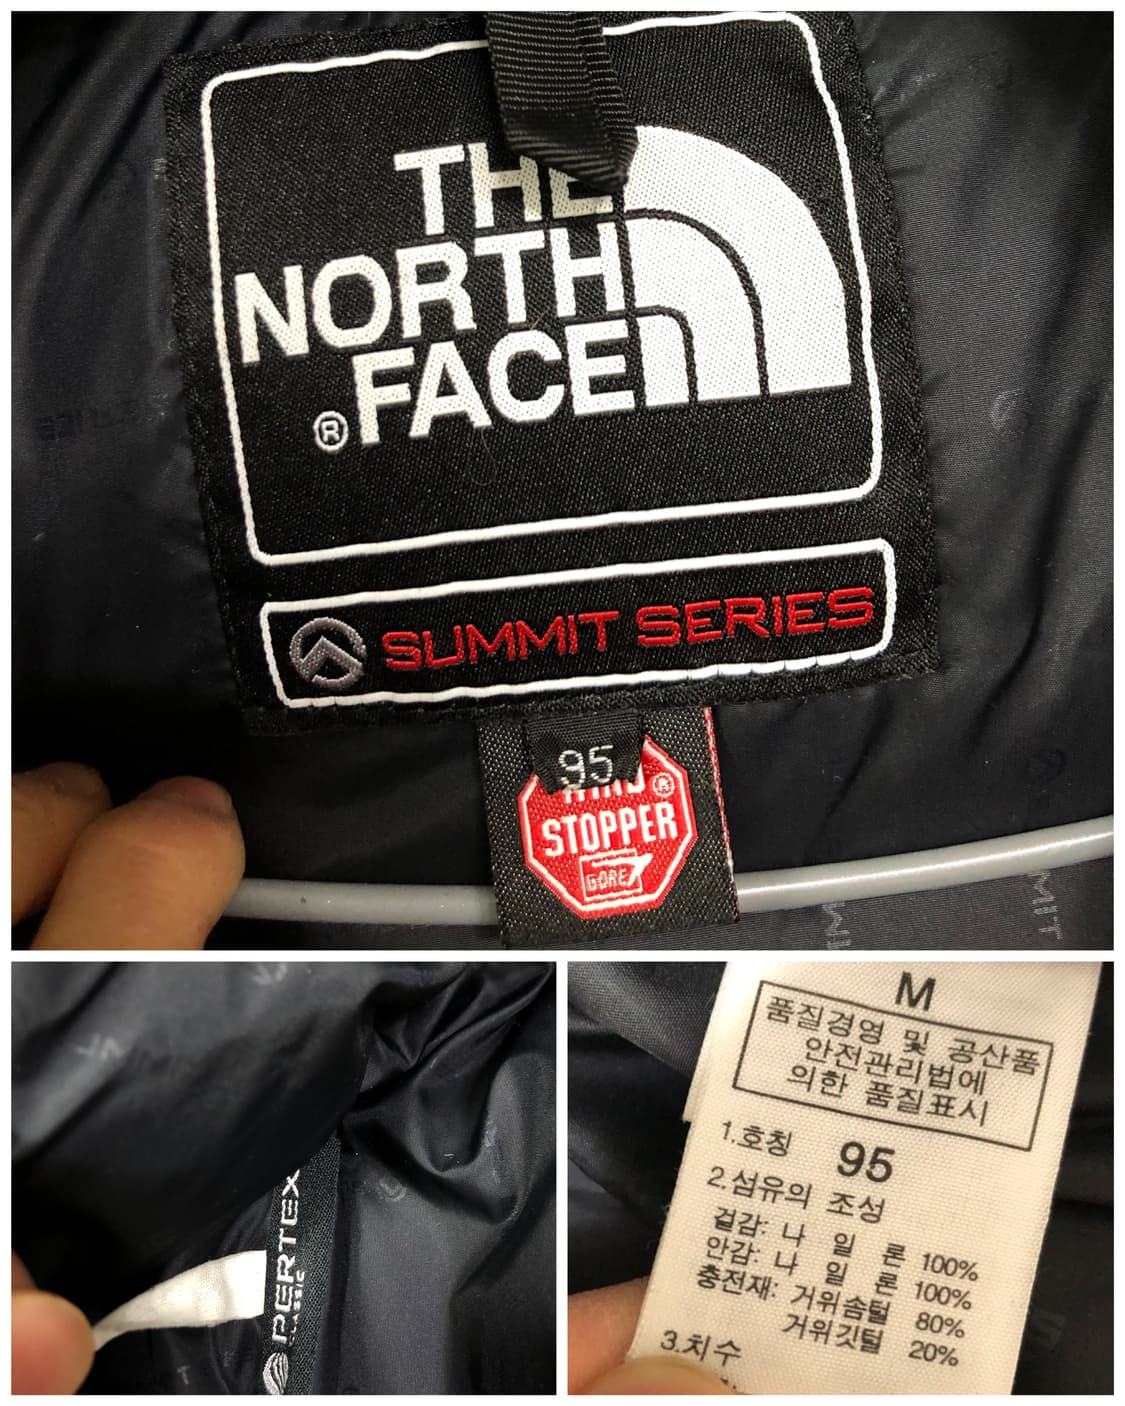 THE
NORTH
FACE
®
SUMMIT SERIES
95
STOPPER
®
GORE
PERTEX
CLASSIC
M
품질경영 및 공산품
안전관리법에
의한 품질표시
1.호칭 95
2.섬유의 조성
겉감: 나 일 론 100%
안감: 나 일 론 100%
충전재: 거위솜털 80%
거위깃털 20%
3.치수